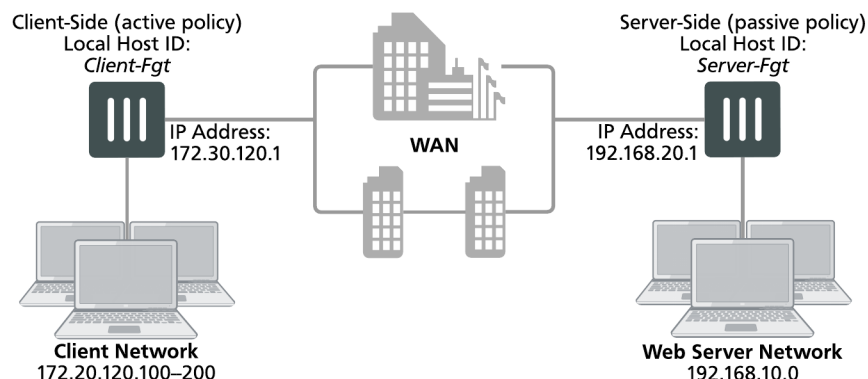 Client-Side (active policy)
Local Host ID:
Client-Fgt
IP Address:
172.30.120.1
Client Network
172.20.120.100–200
WAN
Server-Side (passive policy)
Local Host ID:
Server-Fgt
IP Address:
192.168.20.1
Web Server Network
192.168.10.0